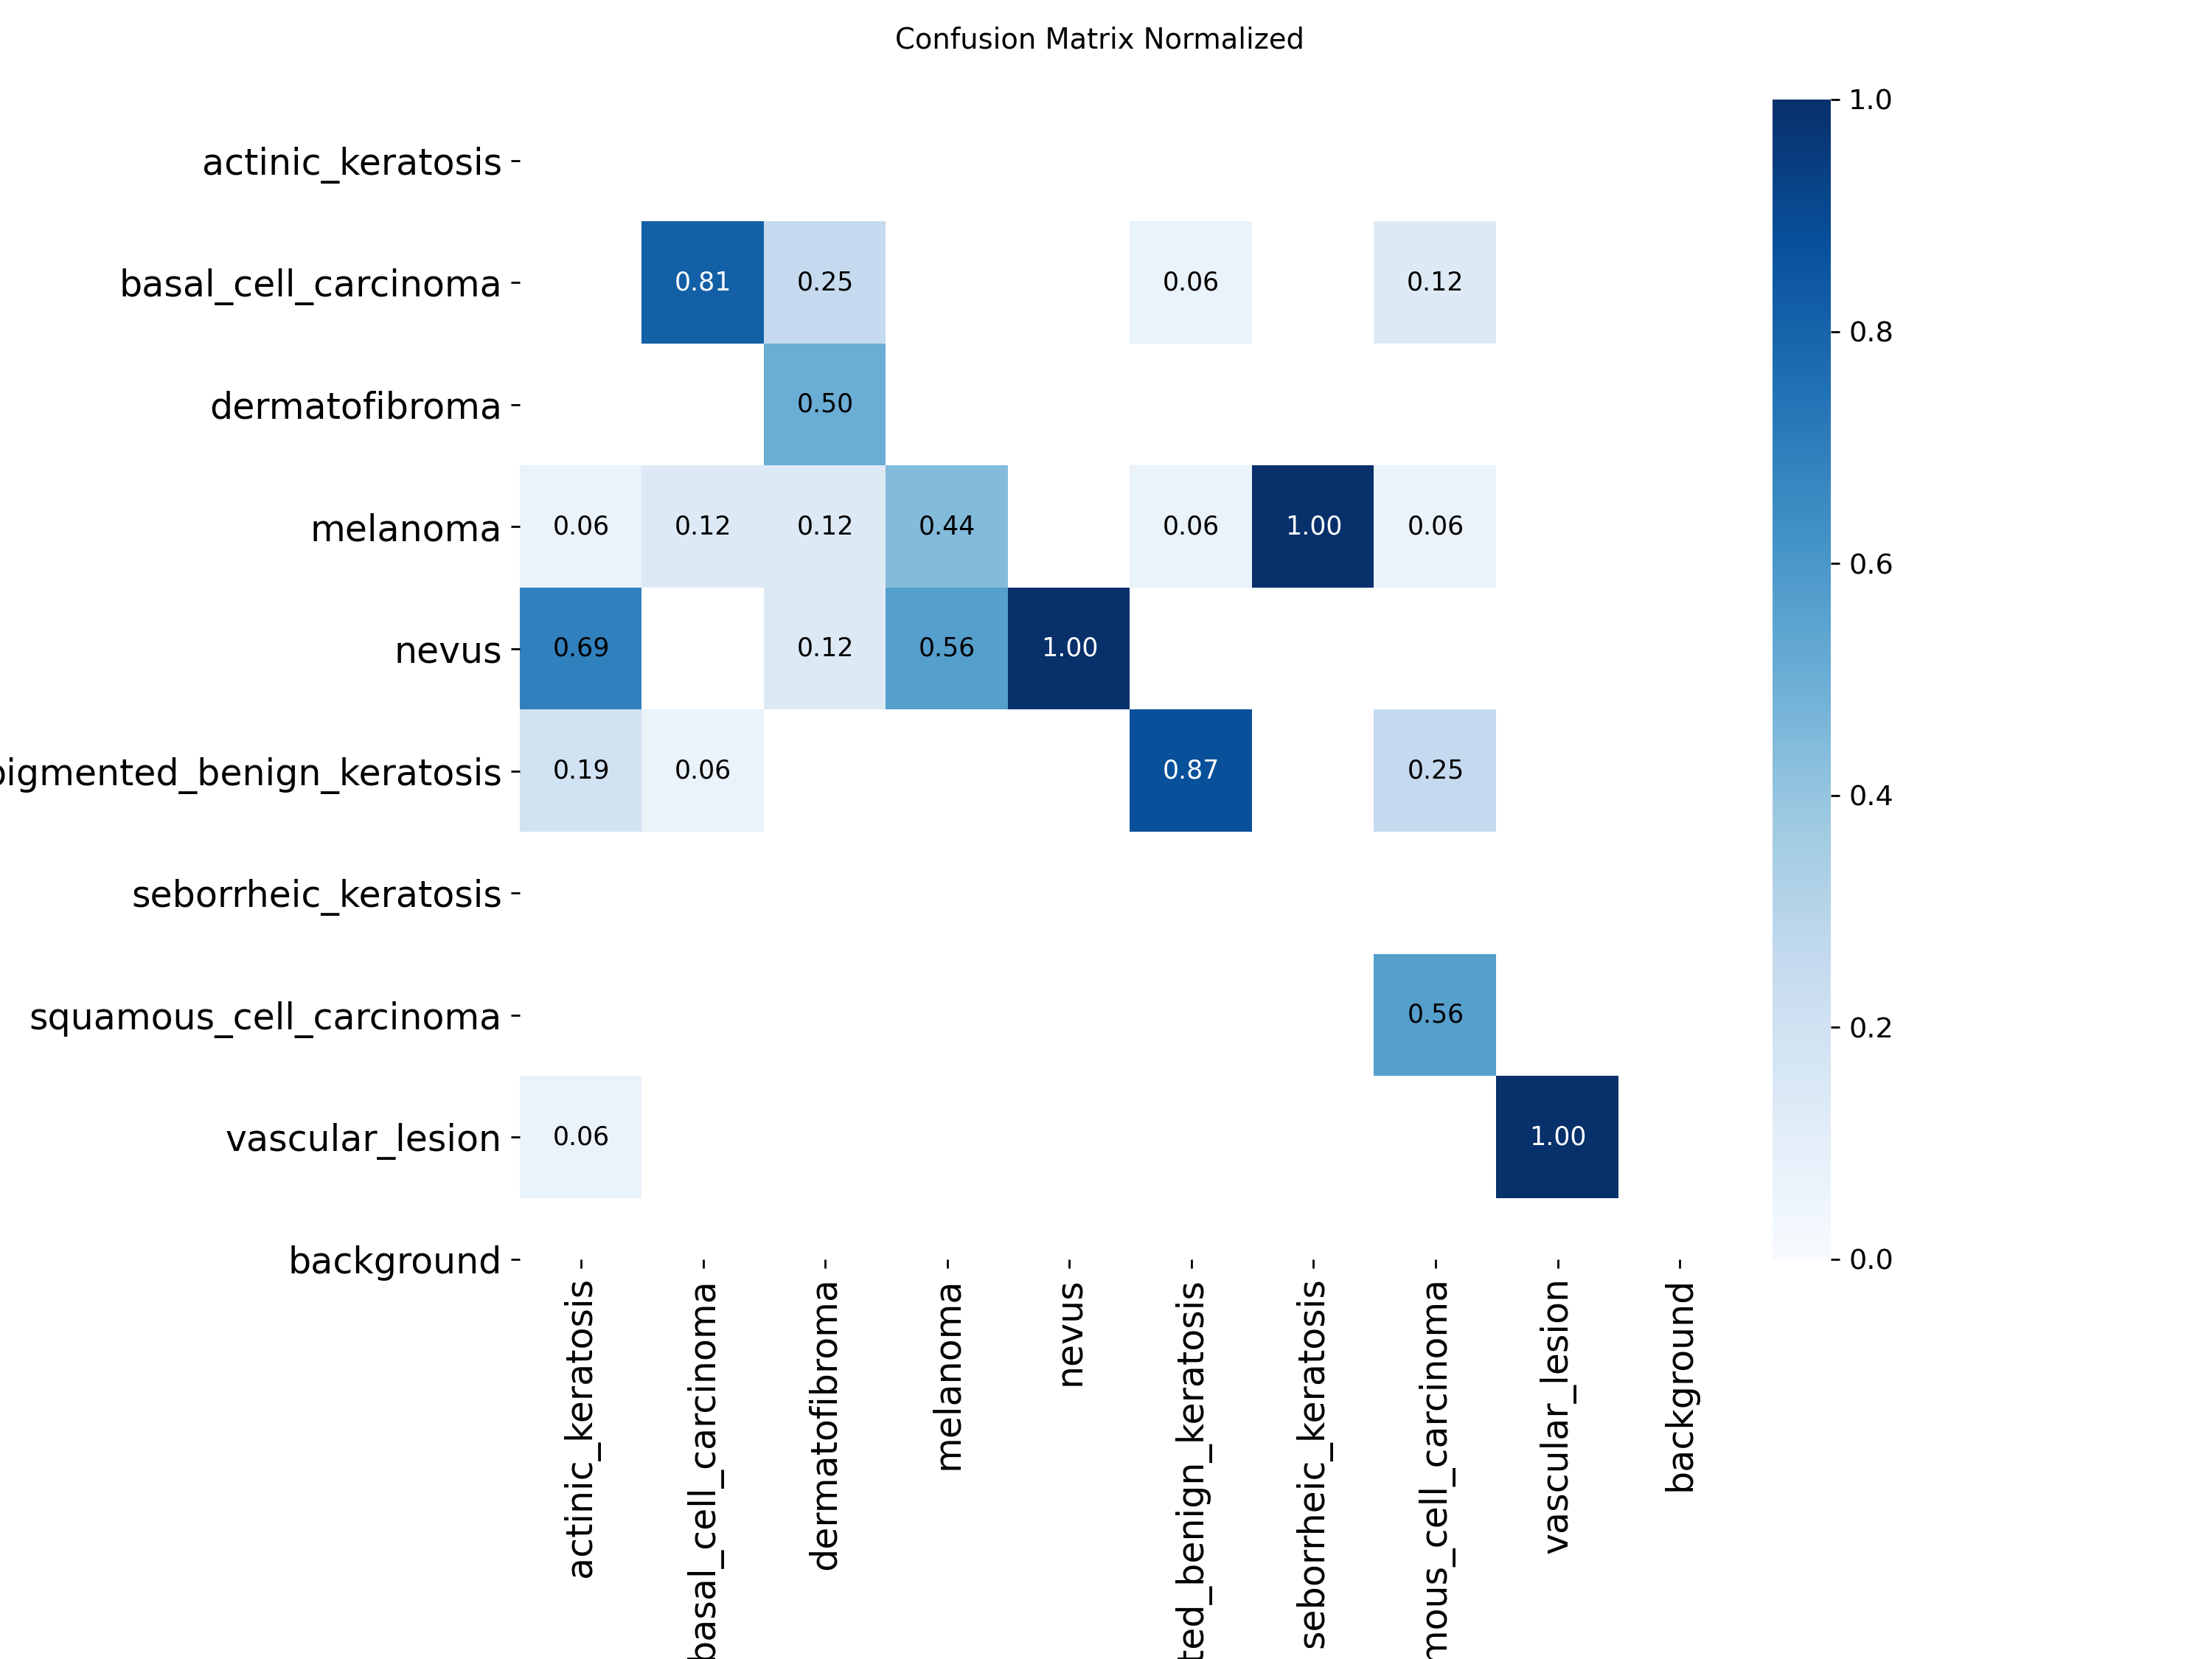 Confusion Matrix Normalized
actinic_keratosis
basal_cell_carcinoma 0.81 0.25 0.06 0.12
dermatofibroma 0.50
melanoma 0.06 0.12 0.12 0.44 0.06 1.00 0.06
nevus 0.69 0.12 0.56 1.00
pigmented_benign_keratosis 0.19 0.06 0.87 0.25
seborrheic_keratosis
squamous_cell_carcinoma 0.56
vascular_lesion 0.06 1.00
background
actinic_keratosis
basal_cell_carcinoma
dermatofibroma
melanoma
nevus
ted_benign_keratosis
seborrheic_keratosis
mous_cell_carcinoma
vascular_lesion
background
1.0
0.8
0.6
0.4
0.2
0.0